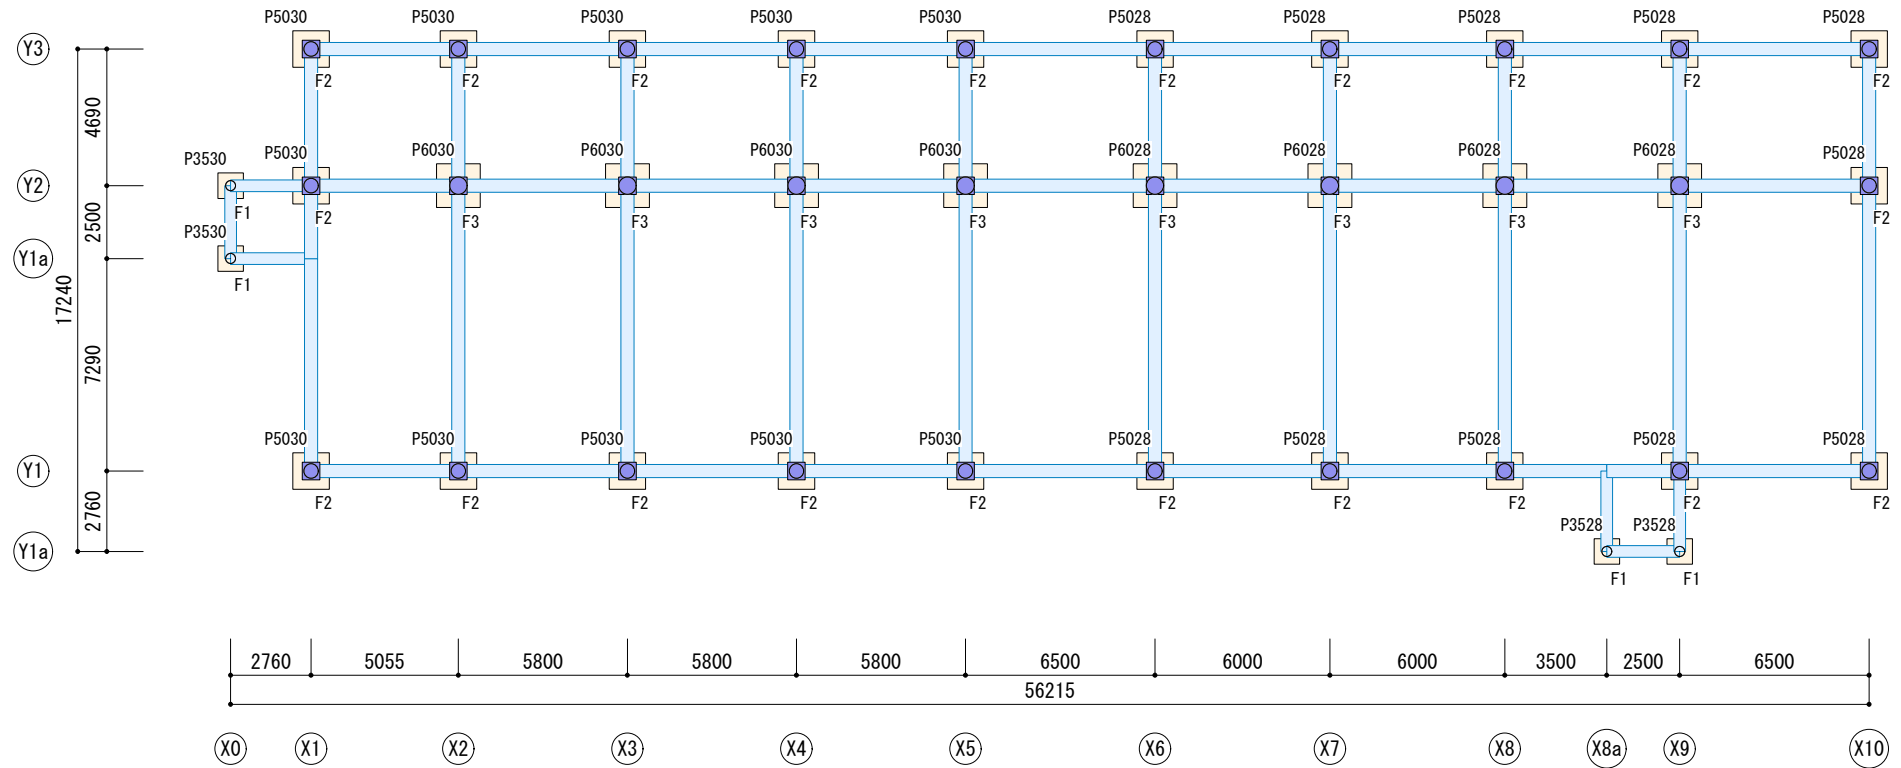 P5030 P5030 P5030 P5030 P5030 P5028 P5028 P5028 P5028 P5028
Y3
F2 F2 F2 F2 F2 F2 F2 F2 F2 F2
4690
P3530 P5030 P6030 P6030 P6030 P6030 P6028 P6028 P6028 P6028 P5028
Y2
F1 F2 F3 F3 F3 F3 F3 F3 F3 F3 F2
2500
P3530
Y1a
F1
17240
7290
P5030 P5030 P5030 P5030 P5030 P5028 P5028 P5028 P5028 P5028
Y1
F2 F2 F2 F2 F2 F2 F2 F2 F2 F2
2760
P3528 P3528
Y1a
F1 F1
2760 5055 5800 5800 5800 6500 6000 6000 3500 2500 6500
56215
X0 X1 X2 X3 X4 X5 X6 X7 X8 X8a X9 X10